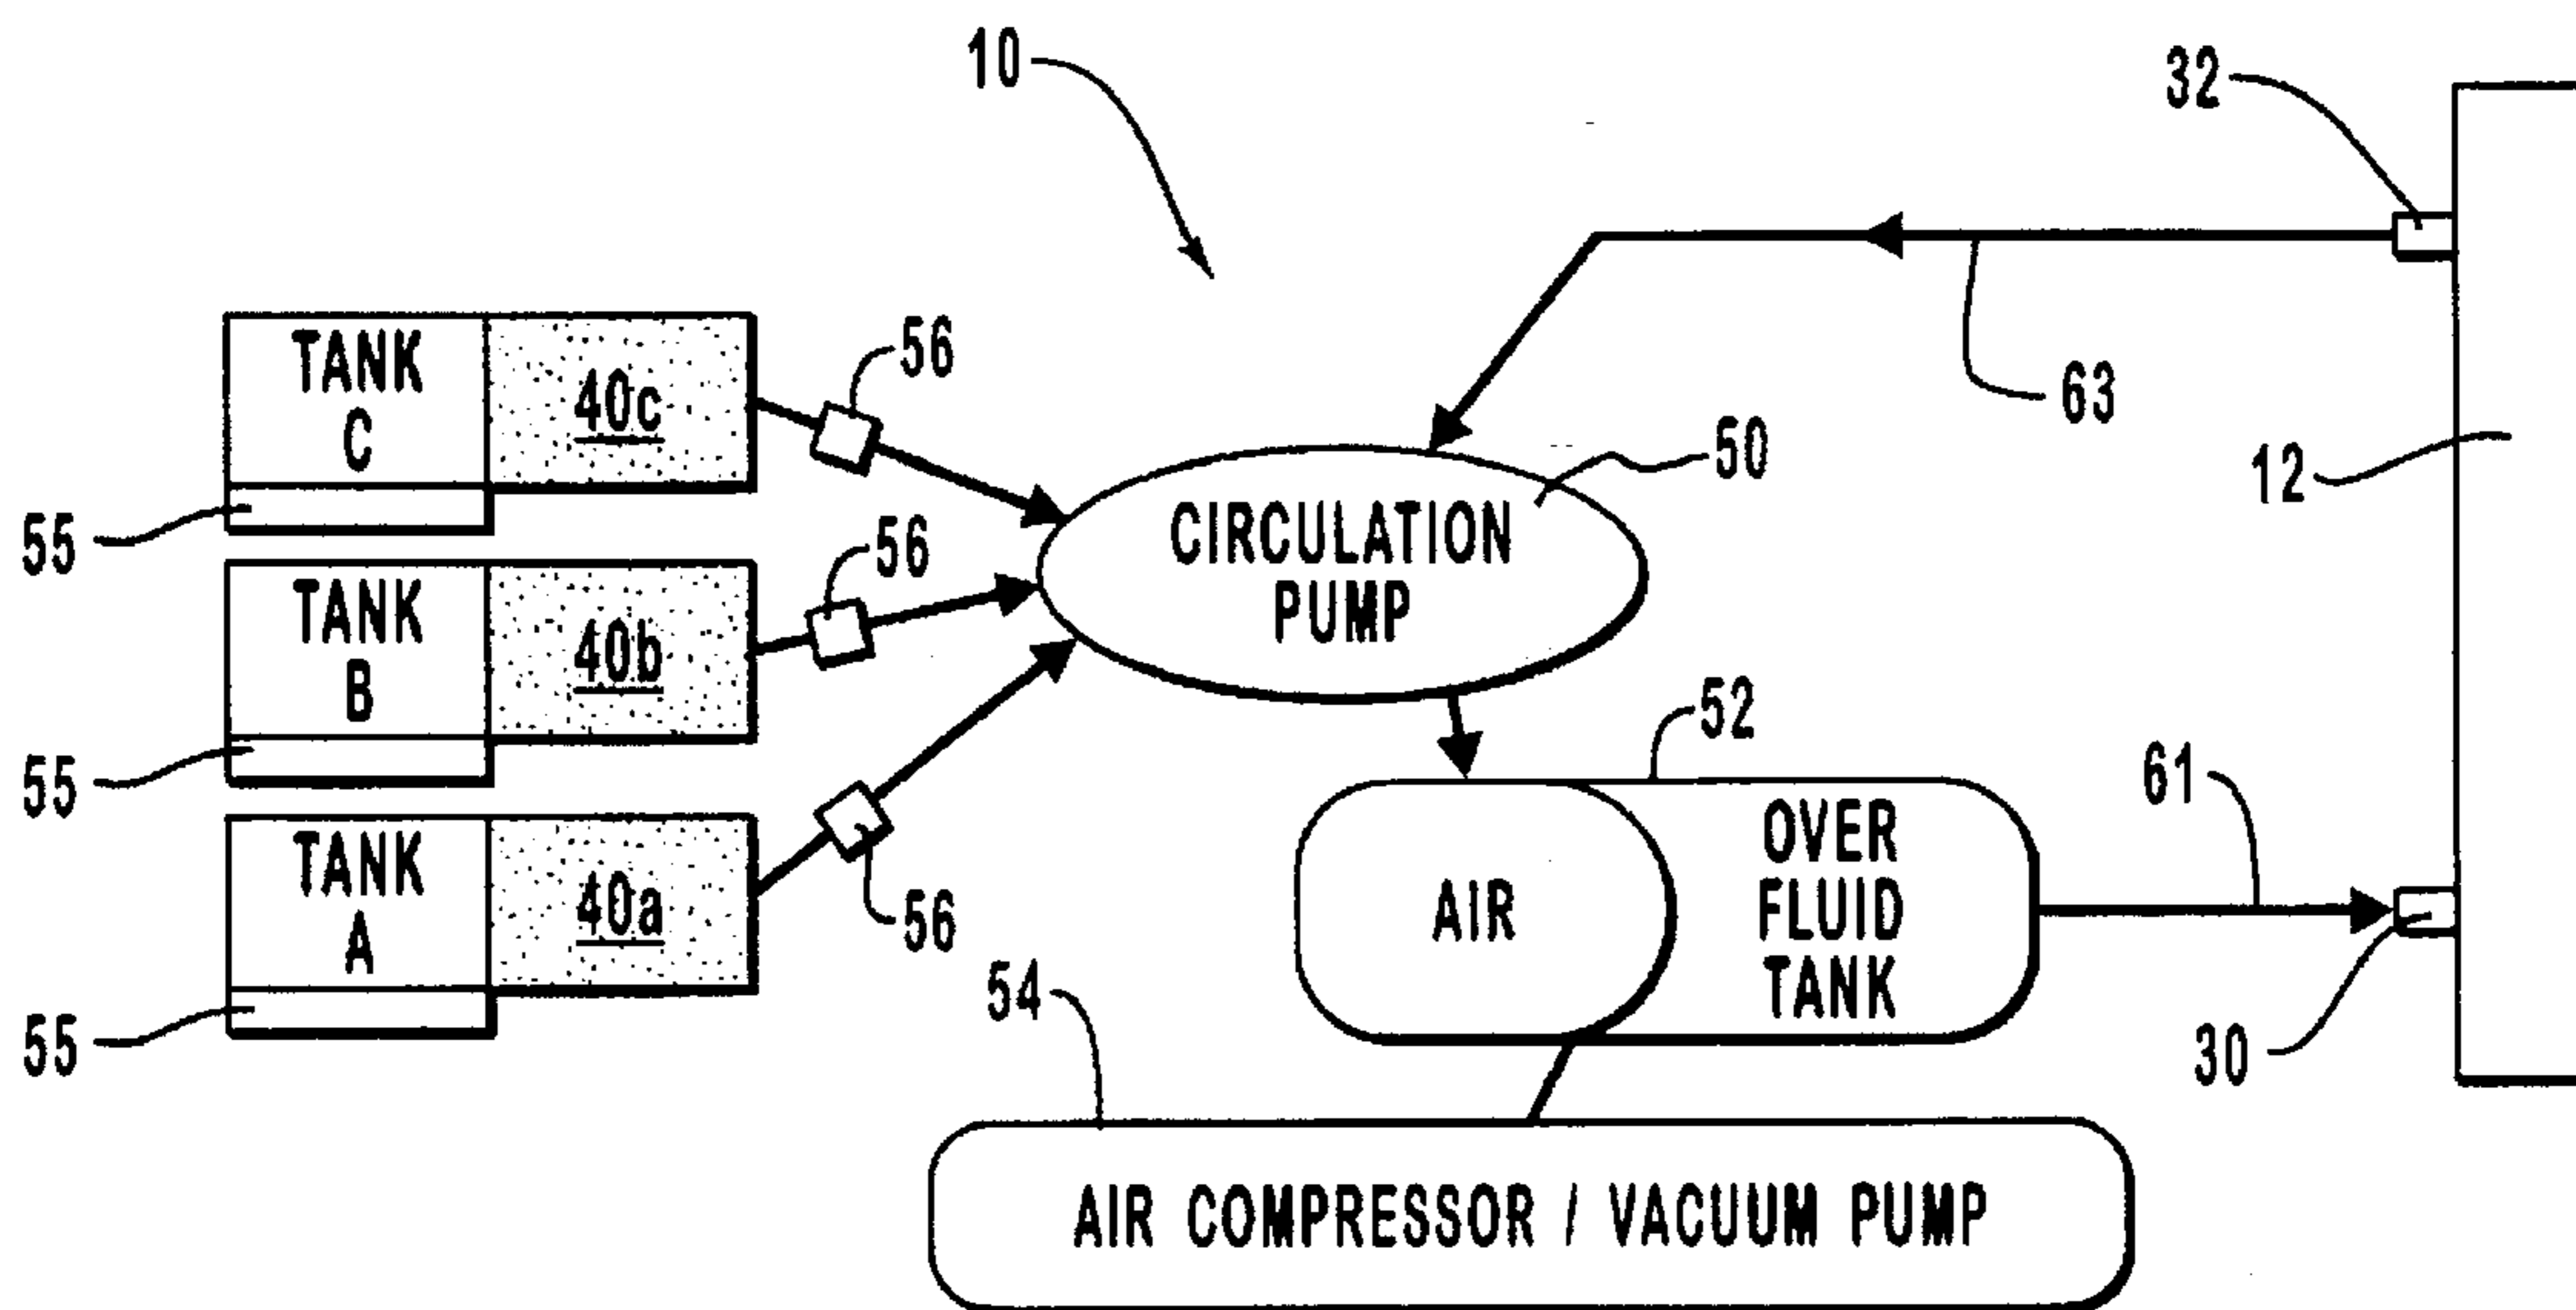 10
32
TANK
C
40c
56
63
55
TANK
B
40b
56
CIRCULATION
PUMP
50
12
55
TANK
A
40a
56
52
61
AIR
OVER
FLUID
TANK
55
54
30
AIR COMPRESSOR / VACUUM PUMP